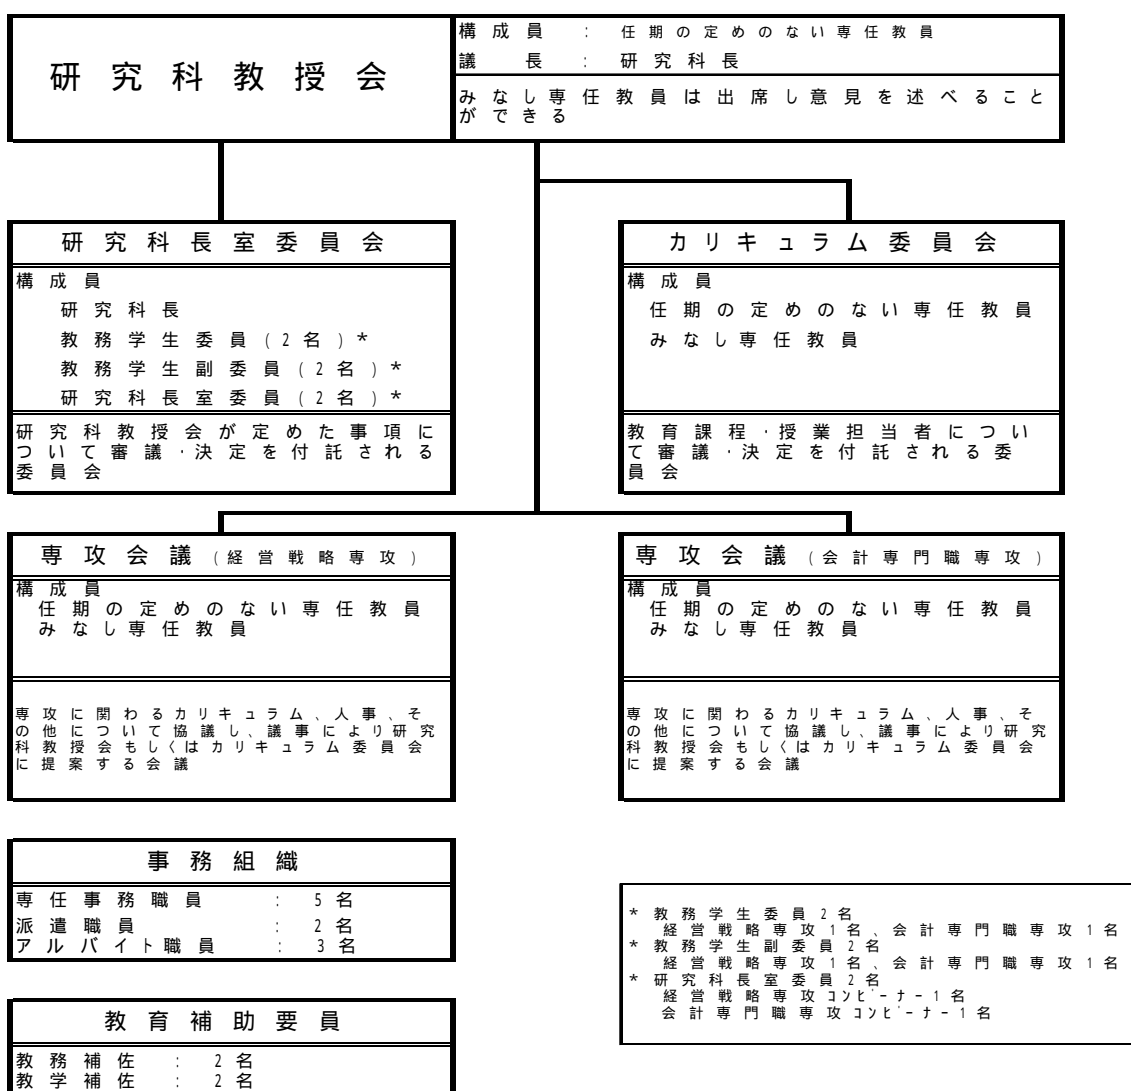 研究科教授会
構成員 : 任期の定めのない専任教員
議長 : 研究科長
みなし専任教員は出席し意見を述べること
ができる
研究科長室委員会
構成員
研究科長
教務学生委員(2名)*
教務学生副委員(2名)*
研究科長室委員(2名)*
研究科教授会が定めた事項に
ついて審議・決定を付託される
委員会
カリキュラム委員会
構成員
任期の定めのない専任教員
みなし専任教員
教育課程・授業担当者につい
て審議・決定を付託される委
員会
専攻会議(経営戦略専攻)
構成員
任期の定めのない専任教員
みなし専任教員
専攻に関わるカリキュラム、人事、そ
の他について協議し、議事により研究
科教授会もしくはカリキュラム委員会
に提案する会議
専攻会議(会計専門職専攻)
構成員
任期の定めのない専任教員
みなし専任教員
専攻に関わるカリキュラム、人事、そ
の他について協議し、議事により研究
科教授会もしくはカリキュラム委員会
に提案する会議
事務組織
専任事務職員 : 5名
派遣職員 : 2名
アルバイト職員 : 3名
* 教務学生委員2名
経営戦略専攻1名、会計専門職専攻1名
* 教務学生副委員2名
経営戦略専攻1名、会計専門職専攻1名
* 研究科長室委員2名
経営戦略専攻コンビーナー1名
会計専門職専攻コンビーナー1名
教育補助要員
教務補佐 : 2名
教学補佐 : 2名